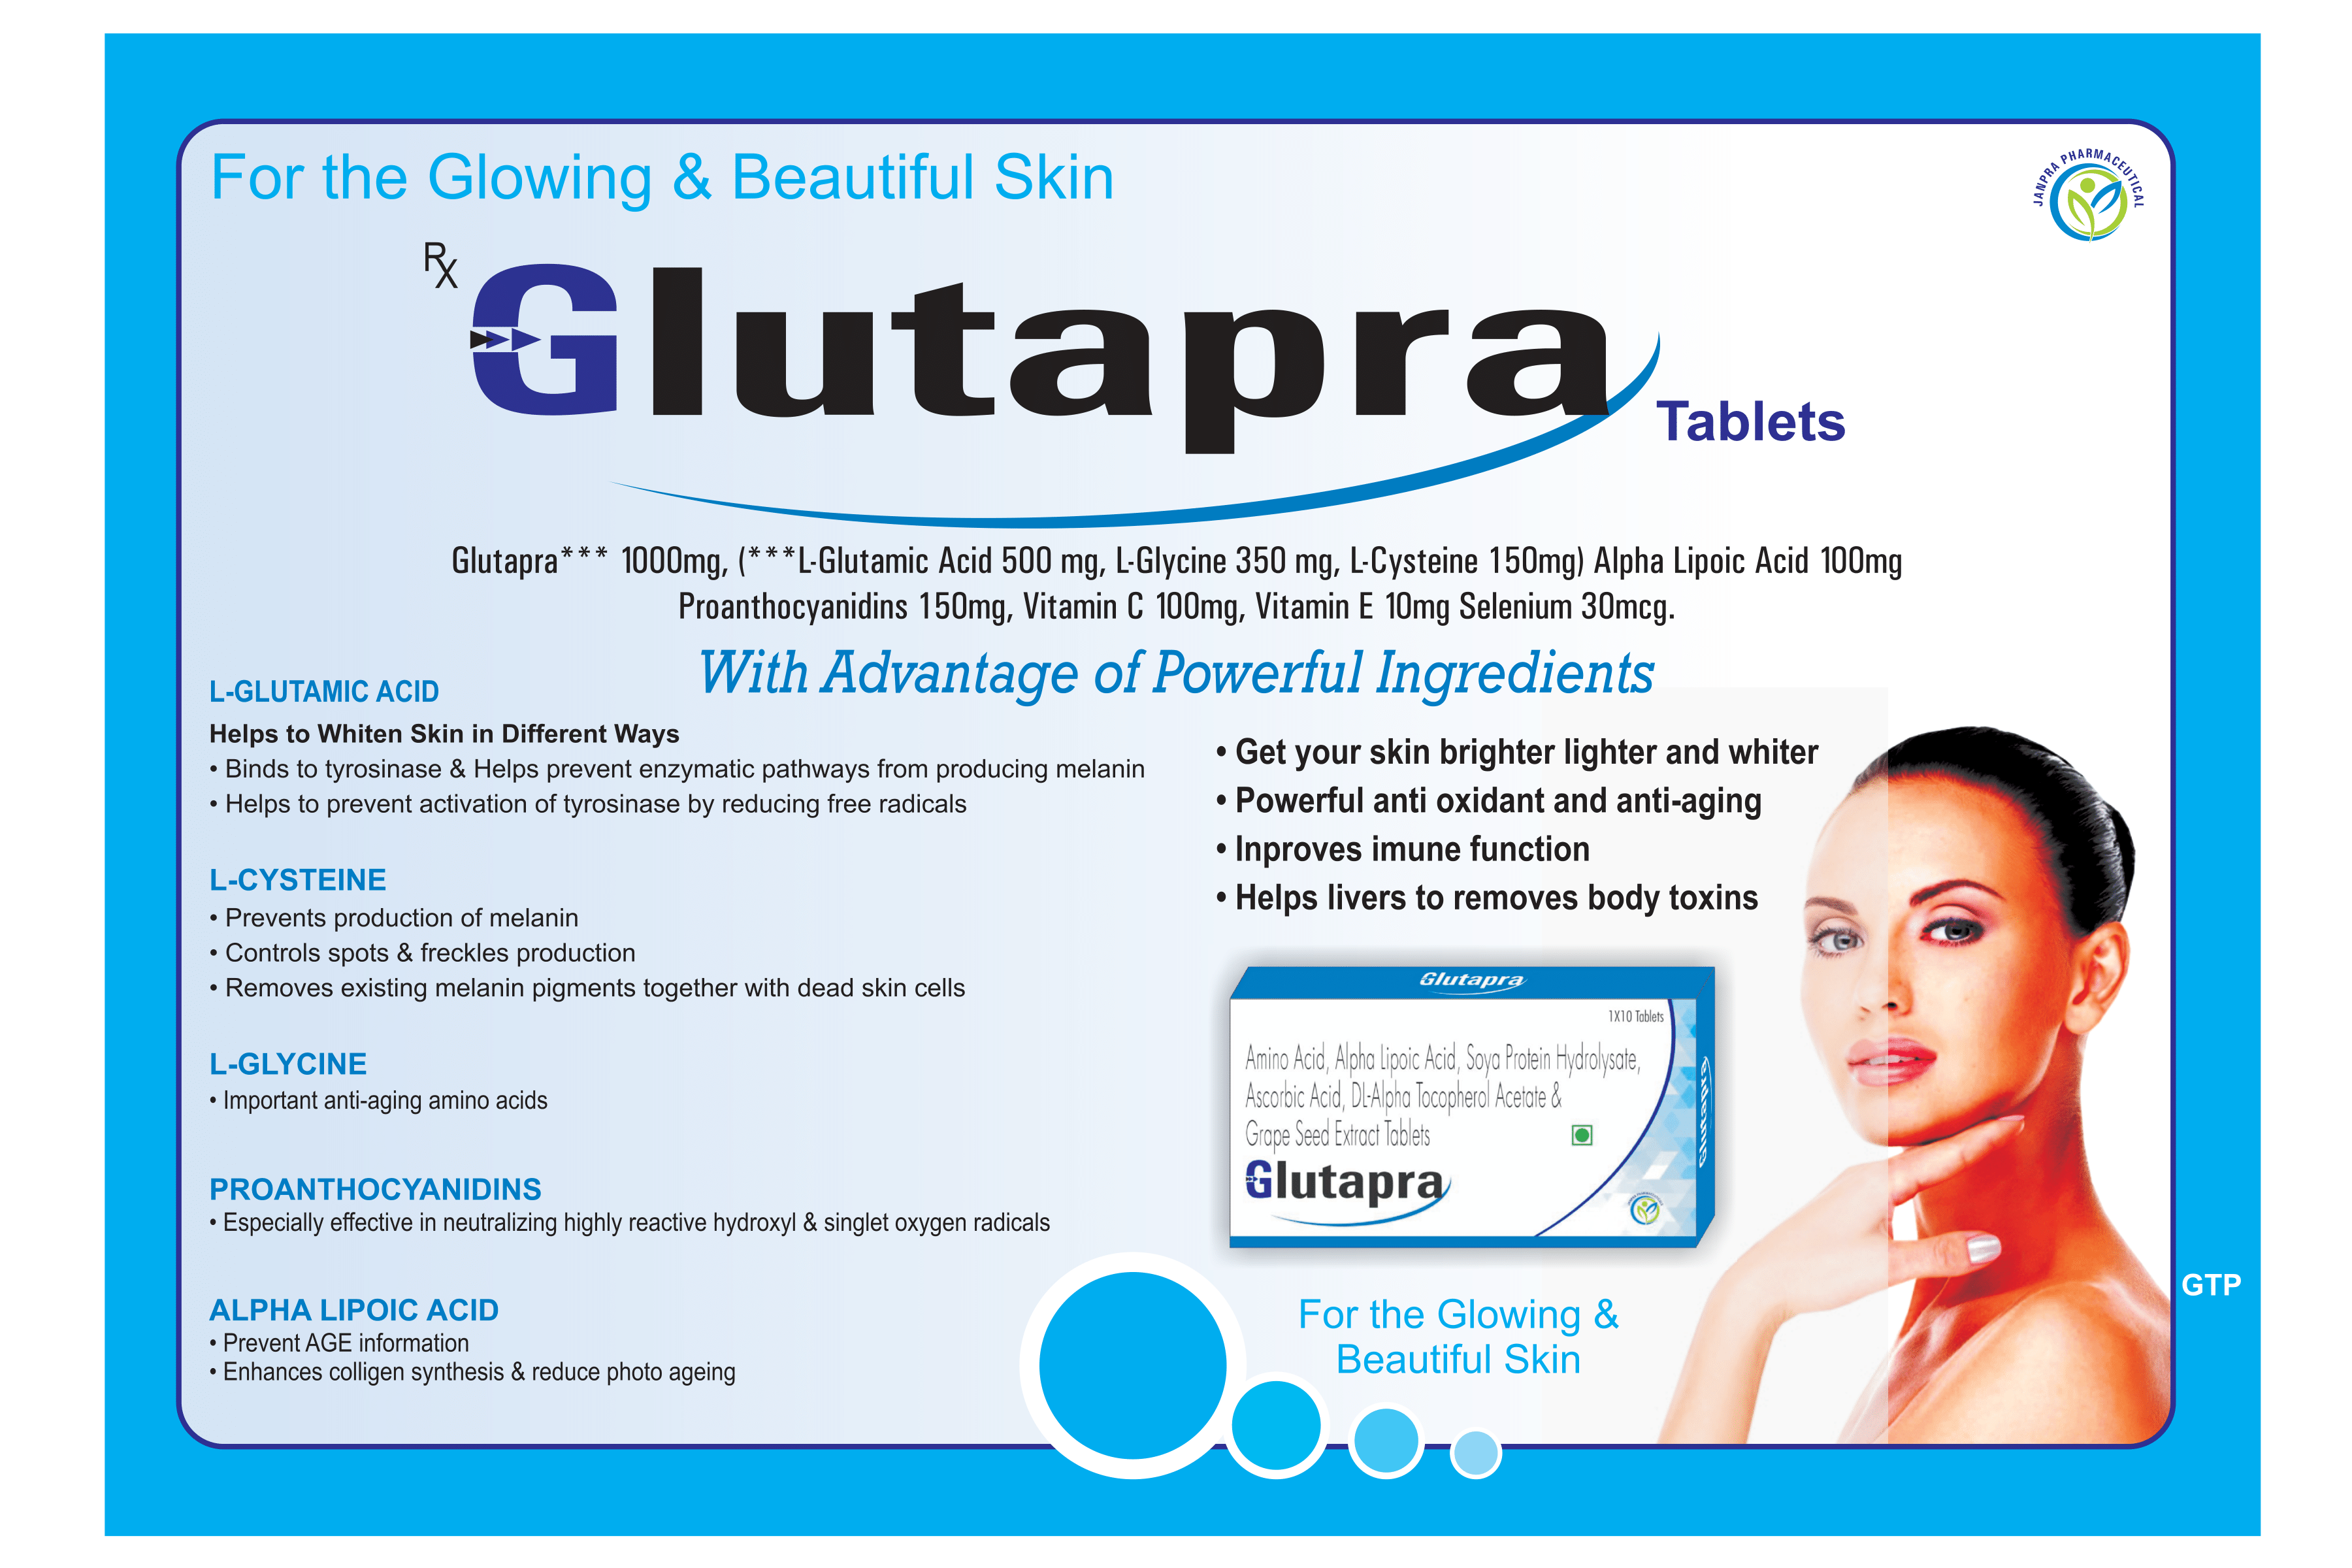 For the Glowing & Beautiful Skin
JANPRA PHARMACEUTICAL
Rx
Glutapra
Tablets
Glutapra*** 1000mg, (***L-Glutamic Acid 500 mg, L-Glycine 350 mg, L-Cysteine 150mg) Alpha Lipoic Acid 100mg
Proanthocyanidins 150mg, Vitamin C 100mg, Vitamin E 10mg Selenium 30mcg.
With Advantage of Powerful Ingredients
L-GLUTAMIC ACID
Helps to Whiten Skin in Different Ways
• Binds to tyrosinase & Helps prevent enzymatic pathways from producing melanin
• Helps to prevent activation of tyrosinase by reducing free radicals
L-CYSTEINE
• Prevents production of melanin
• Controls spots & freckles production
• Removes existing melanin pigments together with dead skin cells
L-GLYCINE
• Important anti-aging amino acids
PROANTHOCYANIDINS
• Especially effective in neutralizing highly reactive hydroxyl & singlet oxygen radicals
ALPHA LIPOIC ACID
• Prevent AGE information
• Enhances colligen synthesis & reduce photo ageing
• Get your skin brighter lighter and whiter
• Powerful anti oxidant and anti-aging
• Inproves imune function
• Helps livers to removes body toxins
Glutapra
1X10 Tablets
Amino Acid, Alpha Lipoic Acid, Soya Protein Hydrolysate,
Ascorbic Acid, DL-Alpha Tocopherol Acetate &
Grape Seed Extract Tablets
Glutapra
Glutapra
For the Glowing &
Beautiful Skin
GTP